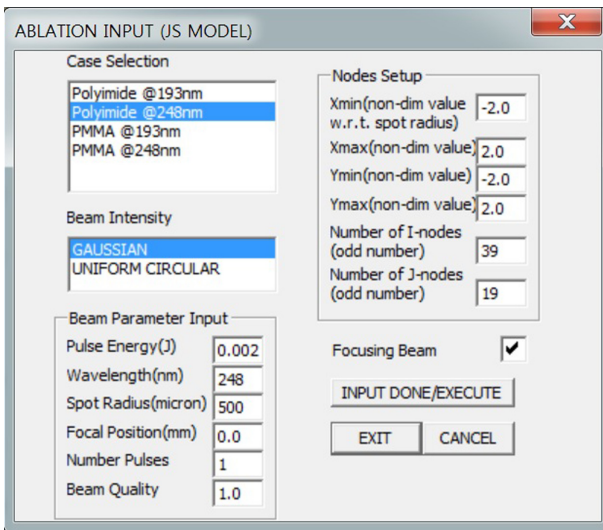 ABLATION INPUT (JS MODEL)
X
Case Selection
Polyimide @193nm
Polyimide @248nm
PMMA @193nm
PMMA @248nm
Beam Intensity
GAUSSIAN
UNIFORM CIRCULAR
Beam Parameter Input
Pulse Energy(J) 0.002
Wavelength(nm) 248
Spot Radius(micron) 500
Focal Position(mm) 0.0
Number Pulses 1
Beam Quality 1.0
Nodes Setup
Xmin(non-dim value
w.r.t. spot radius) -2.0
Xmax(non-dim value) 2.0
Ymin(non-dim value) -2.0
Ymax(non-dim value) 2.0
Number of I-nodes
(odd number) 39
Number of J-nodes
(odd number) 19
Focusing Beam
INPUT DONE/EXECUTE
EXIT CANCEL